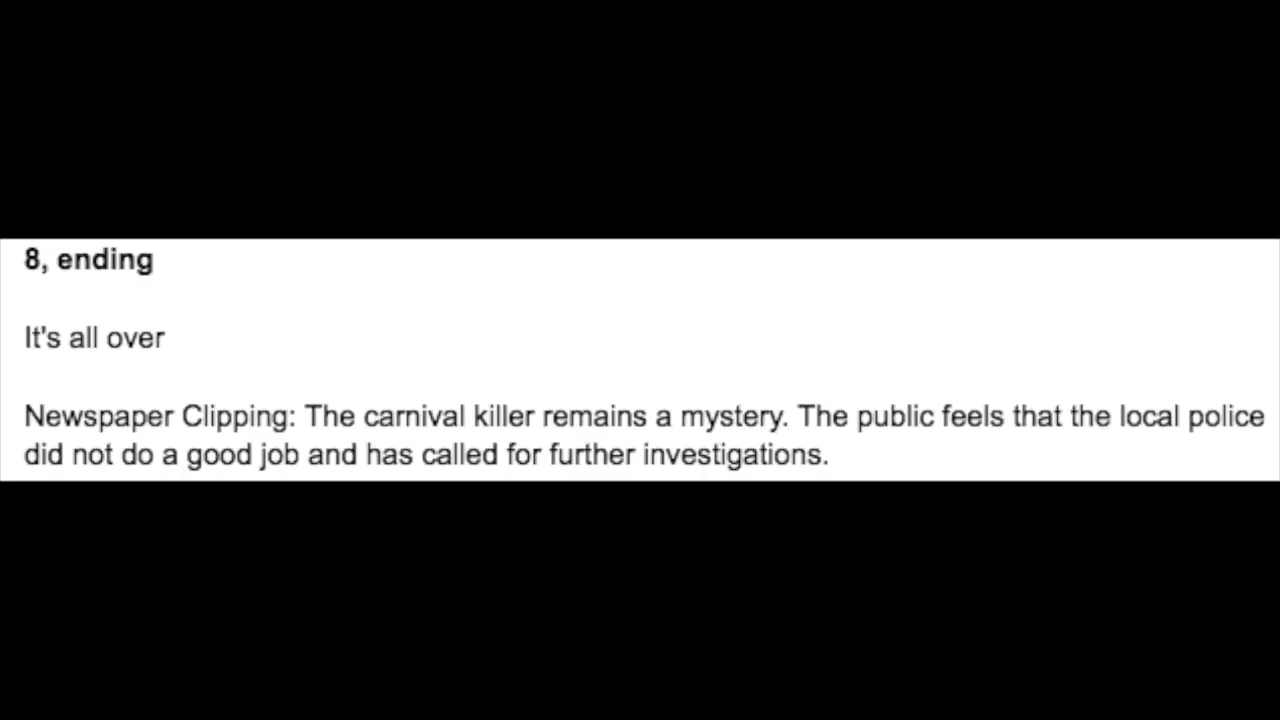 8, ending
It's all over
Newspaper Clipping: The carnival killer remains a mystery. The public feels that the local police
did not do a good job and has called for further investigations.